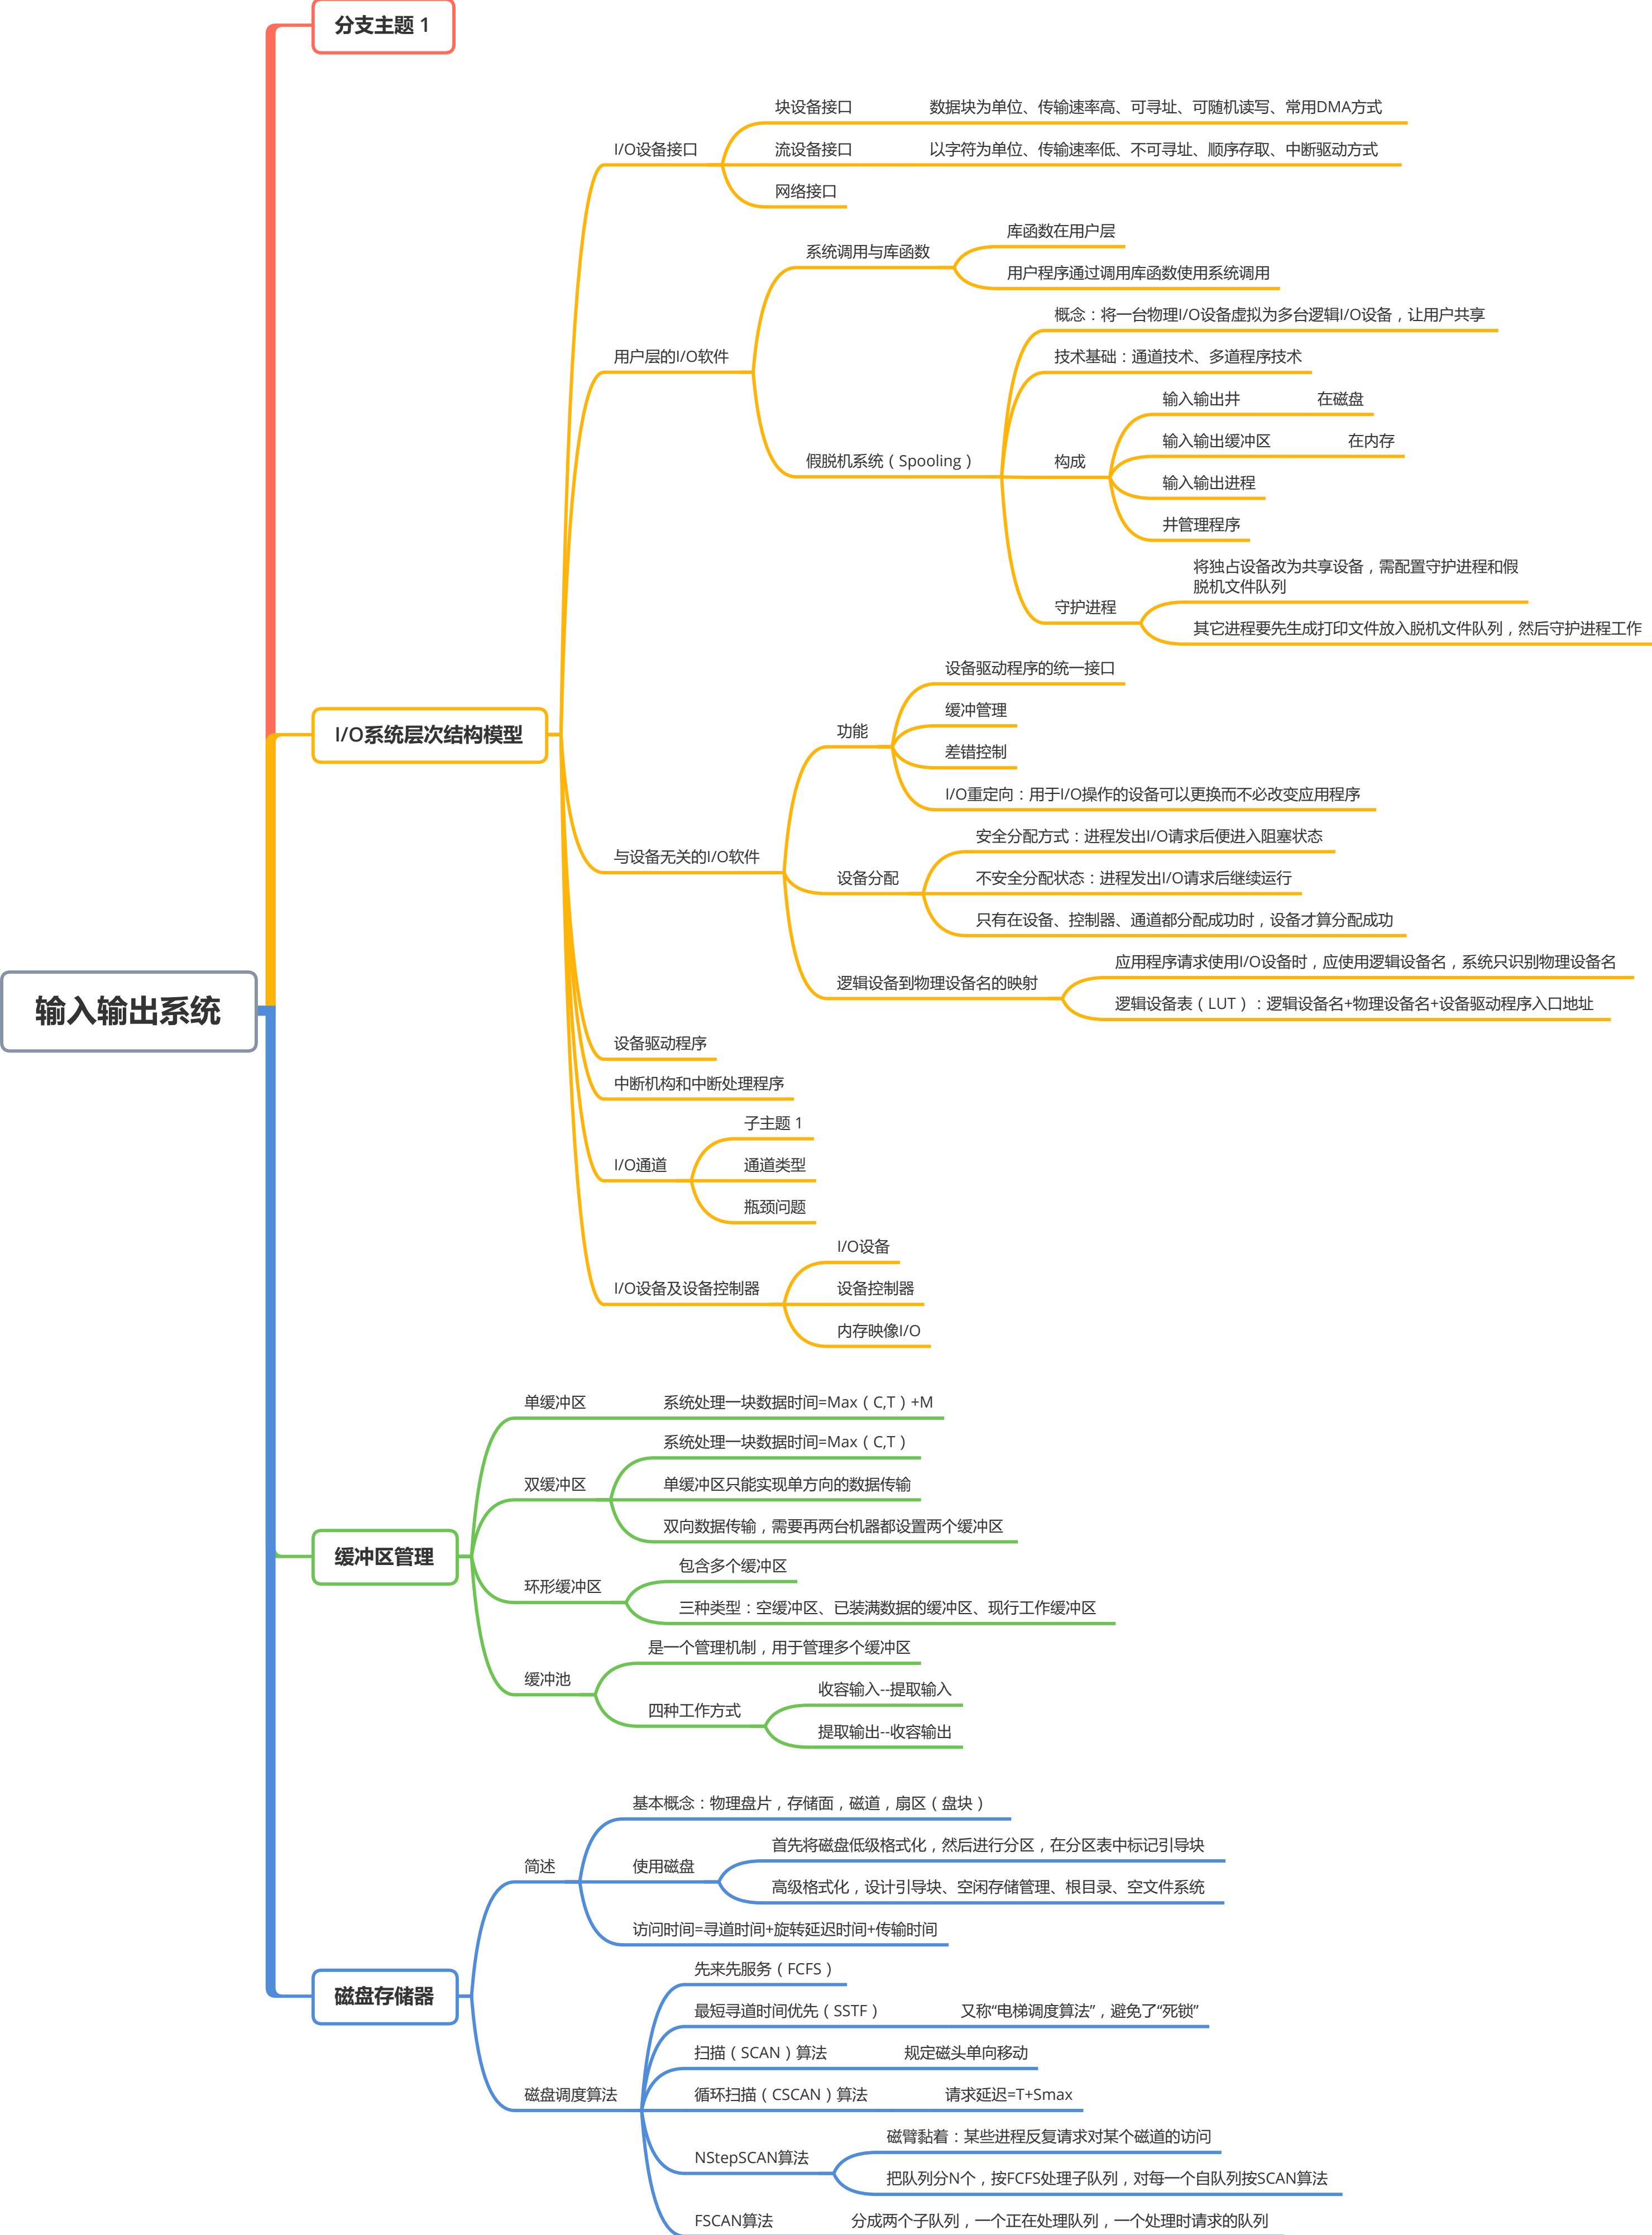 分支主题 1
块设备接口
数据块为单位、传输速率高、可寻址、可随机读写、常用DMA方式
I/O设备接口
流设备接口
以字符为单位、传输速率低、不可寻址、顺序存取、中断驱动方式
网络接口
库函数在用户层
系统调用与库函数
用户程序通过调用库函数使用系统调用
概念：将一台物理I/O设备虚拟为多台逻辑I/O设备，让用户共享
用户层的I/O软件
技术基础：通道技术、多道程序技术
输入输出井
在磁盘
输入输出缓冲区
在内存
假脱机系统（Spooling）
构成
输入输出进程
井管理程序
将独占设备改为共享设备，需配置守护进程和假
脱机文件队列
守护进程
其它进程要先生成打印文件放入脱机文件队列，然后守护进程工作
设备驱动程序的统一接口
缓冲管理
功能
I/O系统层次结构模型
差错控制
I/O重定向：用于I/O操作的设备可以更换而不必改变应用程序
安全分配方式：进程发出I/O请求后便进入阻塞状态
与设备无关的I/O软件
设备分配
不安全分配状态：进程发出I/O请求后继续运行
只有在设备、控制器、通道都分配成功时，设备才算分配成功
应用程序请求使用I/O设备时，应使用逻辑设备名，系统只识别物理设备名
逻辑设备到物理设备名的映射
逻辑设备表（LUT）：逻辑设备名+物理设备名+设备驱动程序入口地址
输入输出系统
设备驱动程序
中断机构和中断处理程序
子主题 1
I/O通道
通道类型
瓶颈问题
I/O设备
I/O设备及设备控制器
设备控制器
内存映像I/O
单缓冲区
系统处理一块数据时间=Max（C,T）+M
系统处理一块数据时间=Max（C,T）
双缓冲区
单缓冲区只能实现单方向的数据传输
双向数据传输，需要再两台机器都设置两个缓冲区
缓冲区管理
包含多个缓冲区
环形缓冲区
三种类型：空缓冲区、已装满数据的缓冲区、现行工作缓冲区
是一个管理机制，用于管理多个缓冲区
缓冲池
收容输入--提取输入
四种工作方式
提取输出--收容输出
基本概念：物理盘片，存储面，磁道，扇区（盘块）
首先将磁盘低级格式化，然后进行分区，在分区表中标记引导块
简述
使用磁盘
高级格式化，设计引导块、空闲存储管理、根目录、空文件系统
访问时间=寻道时间+旋转延迟时间+传输时间
磁盘存储器
先来先服务（FCFS）
最短寻道时间优先（SSTF）
又称“电梯调度算法”，避免了“死锁”
扫描（SCAN）算法
规定磁头单向移动
磁盘调度算法
循环扫描（CSCAN）算法
请求延迟=T+Smax
磁臂黏着：某些进程反复请求对某个磁道的访问
NStepSCAN算法
把队列分N个，按FCFS处理子队列，对每一个自队列按SCAN算法
FSCAN算法
分成两个子队列，一个正在处理队列，一个处理时请求的队列